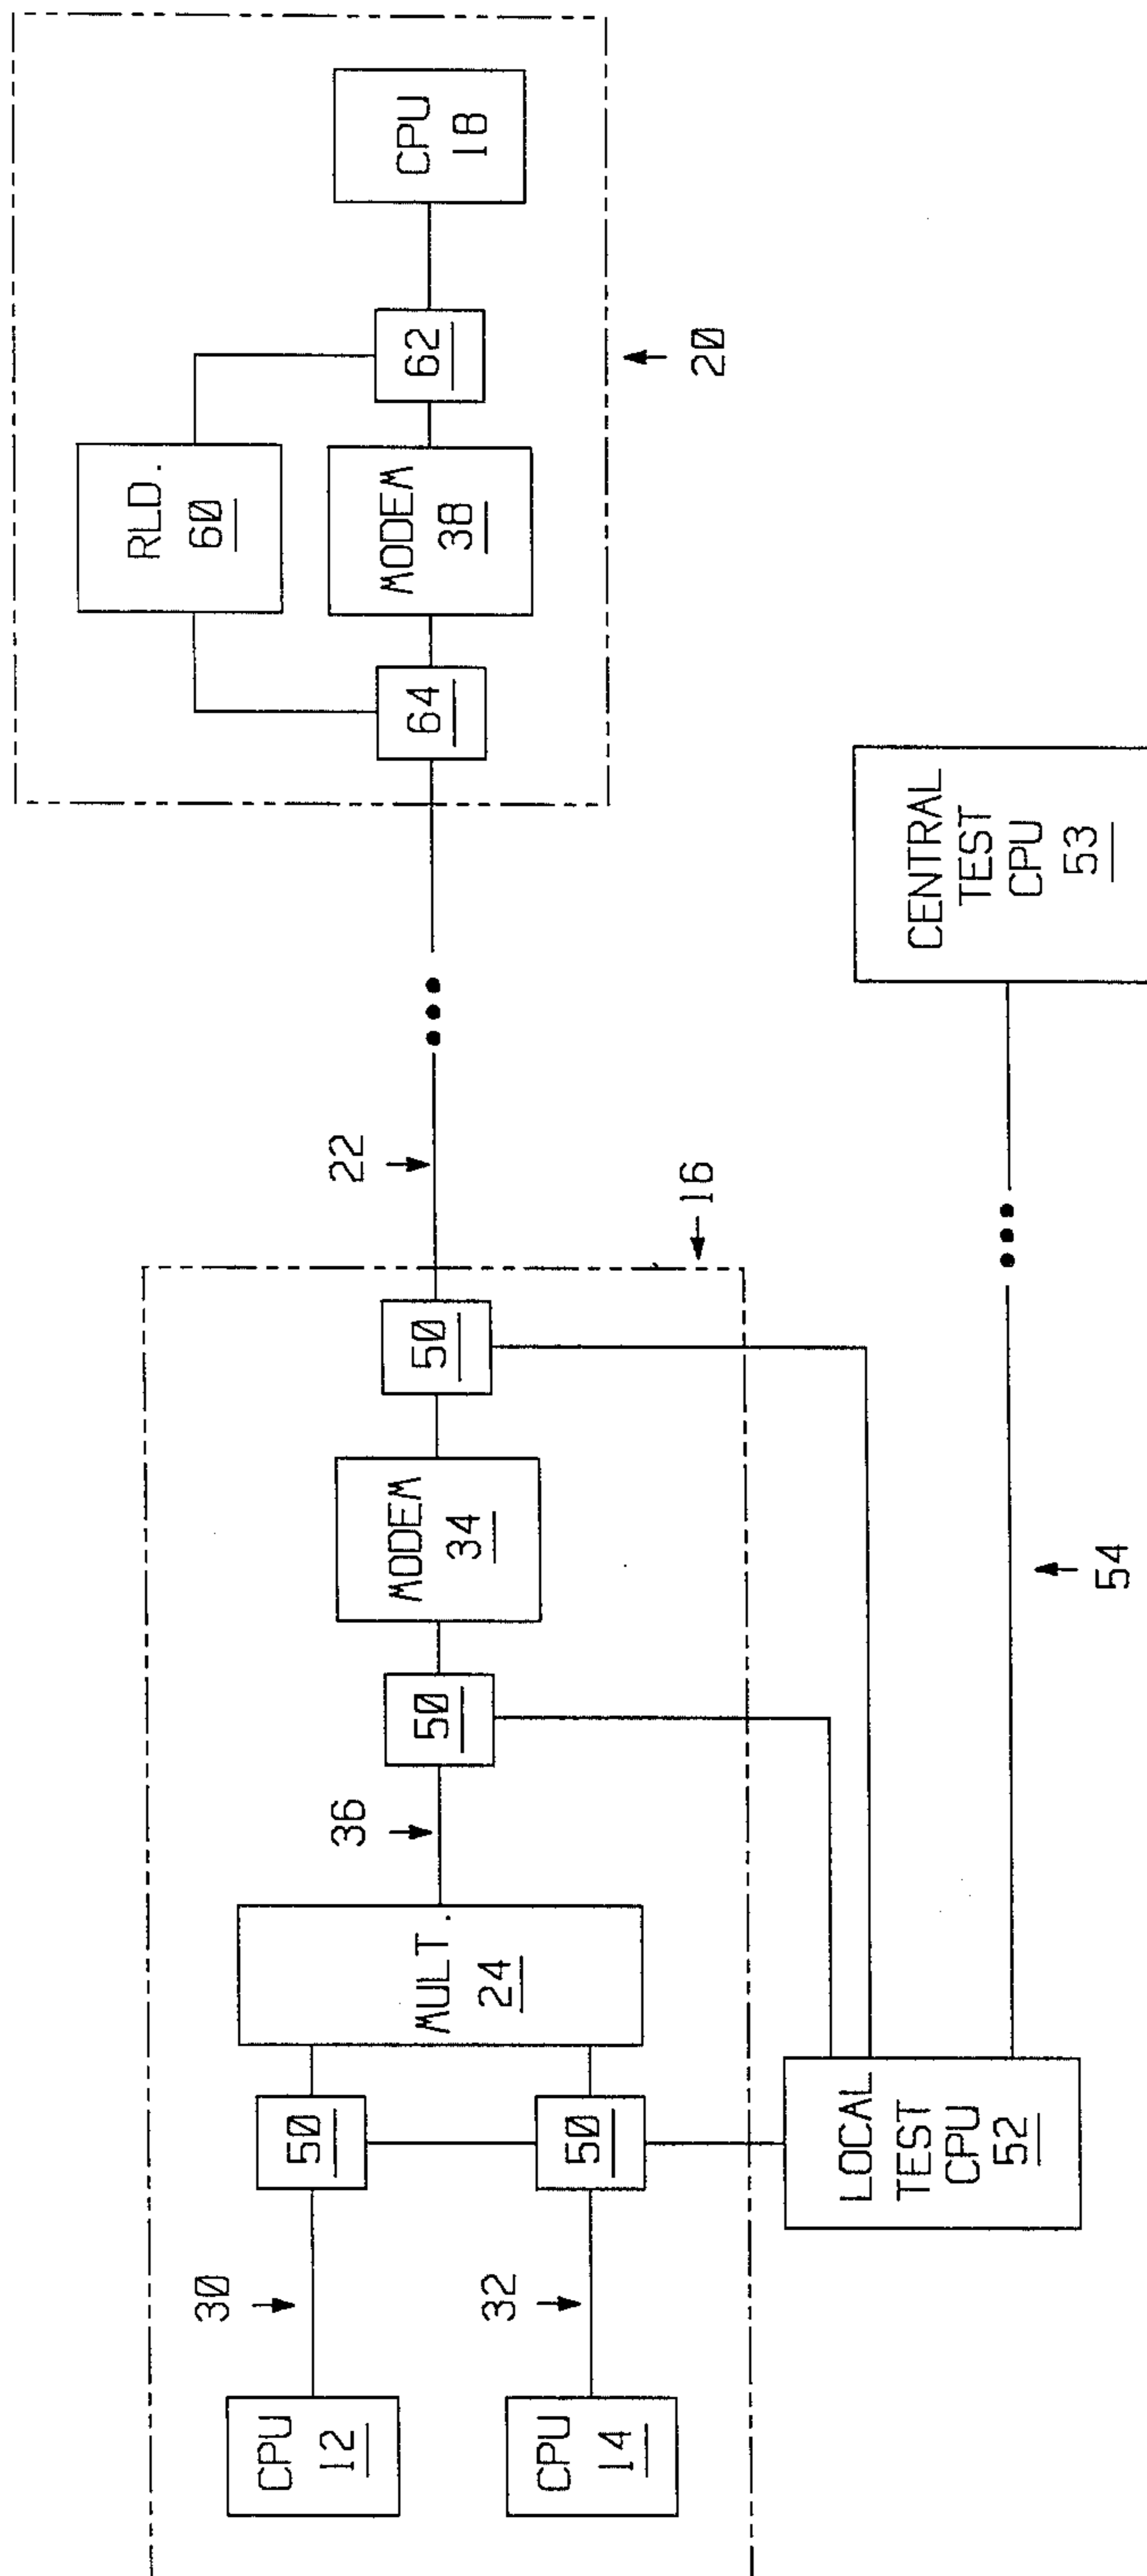 CPU
12
30
CPU
14
32
50
50
MULT.
24
36
50
MODEM
34
50
16
22
LOCAL
TEST
CPU
52
54
CENTRAL
TEST
CPU
53
64
RLD.
60
MODEM
38
62
CPU
18
20